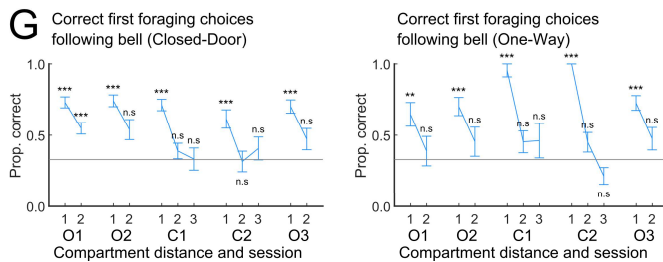 G
Correct first foraging choices
following bell (Closed-Door)
Prop. correct
1.0
0.5
0.0
*** *** *** n.s *** n.s n.s *** n.s n.s *** n.s
1 2 1 2 1 2 3 1 2 3 1 2
O1 O2 C1 C2 O3
Compartment distance and session
Correct first foraging choices
following bell (One-Way)
Prop. correct
1.0
0.5
0.0
** n.s *** n.s *** n.s n.s *** n.s n.s *** n.s
1 2 1 2 1 2 3 1 2 3 1 2
O1 O2 C1 C2 O3
Compartment distance and session